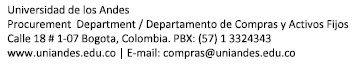 Universidad de los Andes
Procurement Department / Departamento de Compras y Activos Fijos
Calle 18 # 1-07 Bogota, Colombia. PBX: (57) 1 3324343
www.uniandes.edu.co | E-mail: compras@uniandes.edu.co